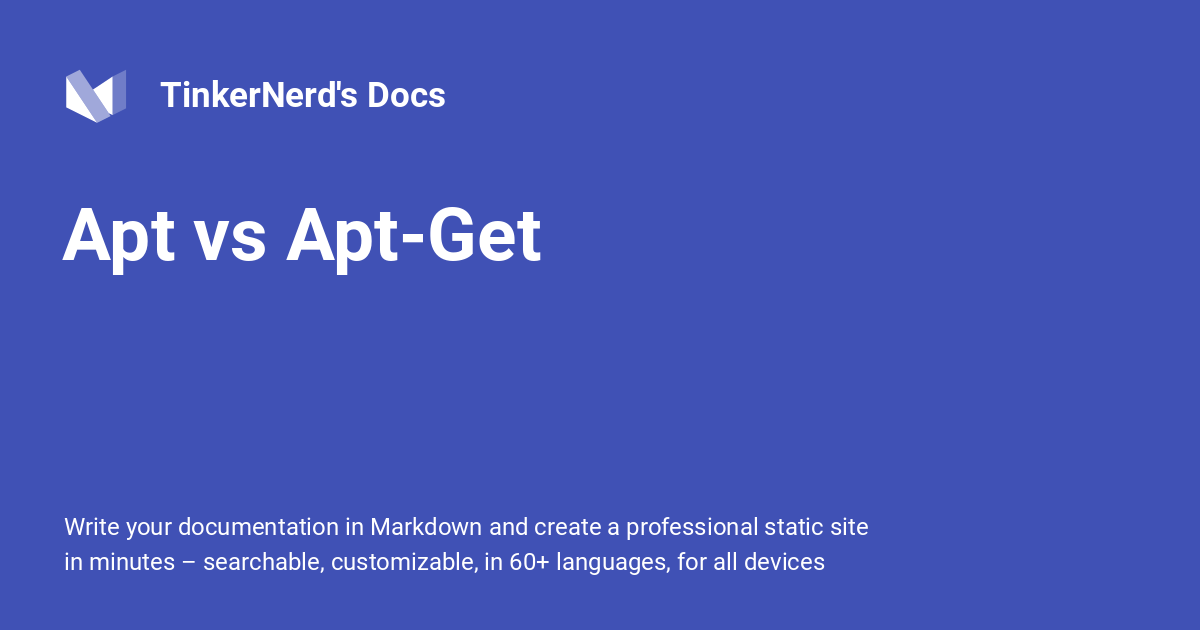 TinkerNerd's Docs
Apt vs Apt-Get
Write your documentation in Markdown and create a professional static site
in minutes – searchable, customizable, in 60+ languages, for all devices